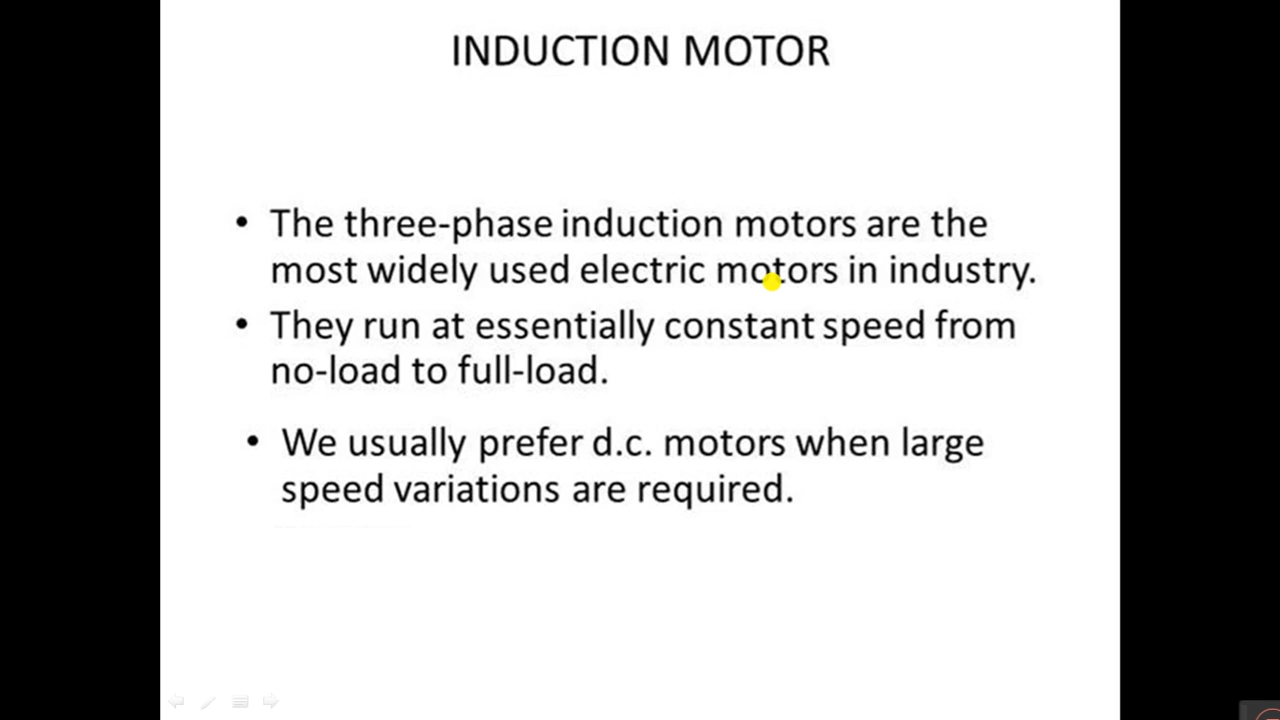 INDUCTION MOTOR
• The three-phase induction motors are the
most widely used electric motors in industry.
• They run at essentially constant speed from
no-load to full-load.
• We usually prefer d.c. motors when large
speed variations are required.